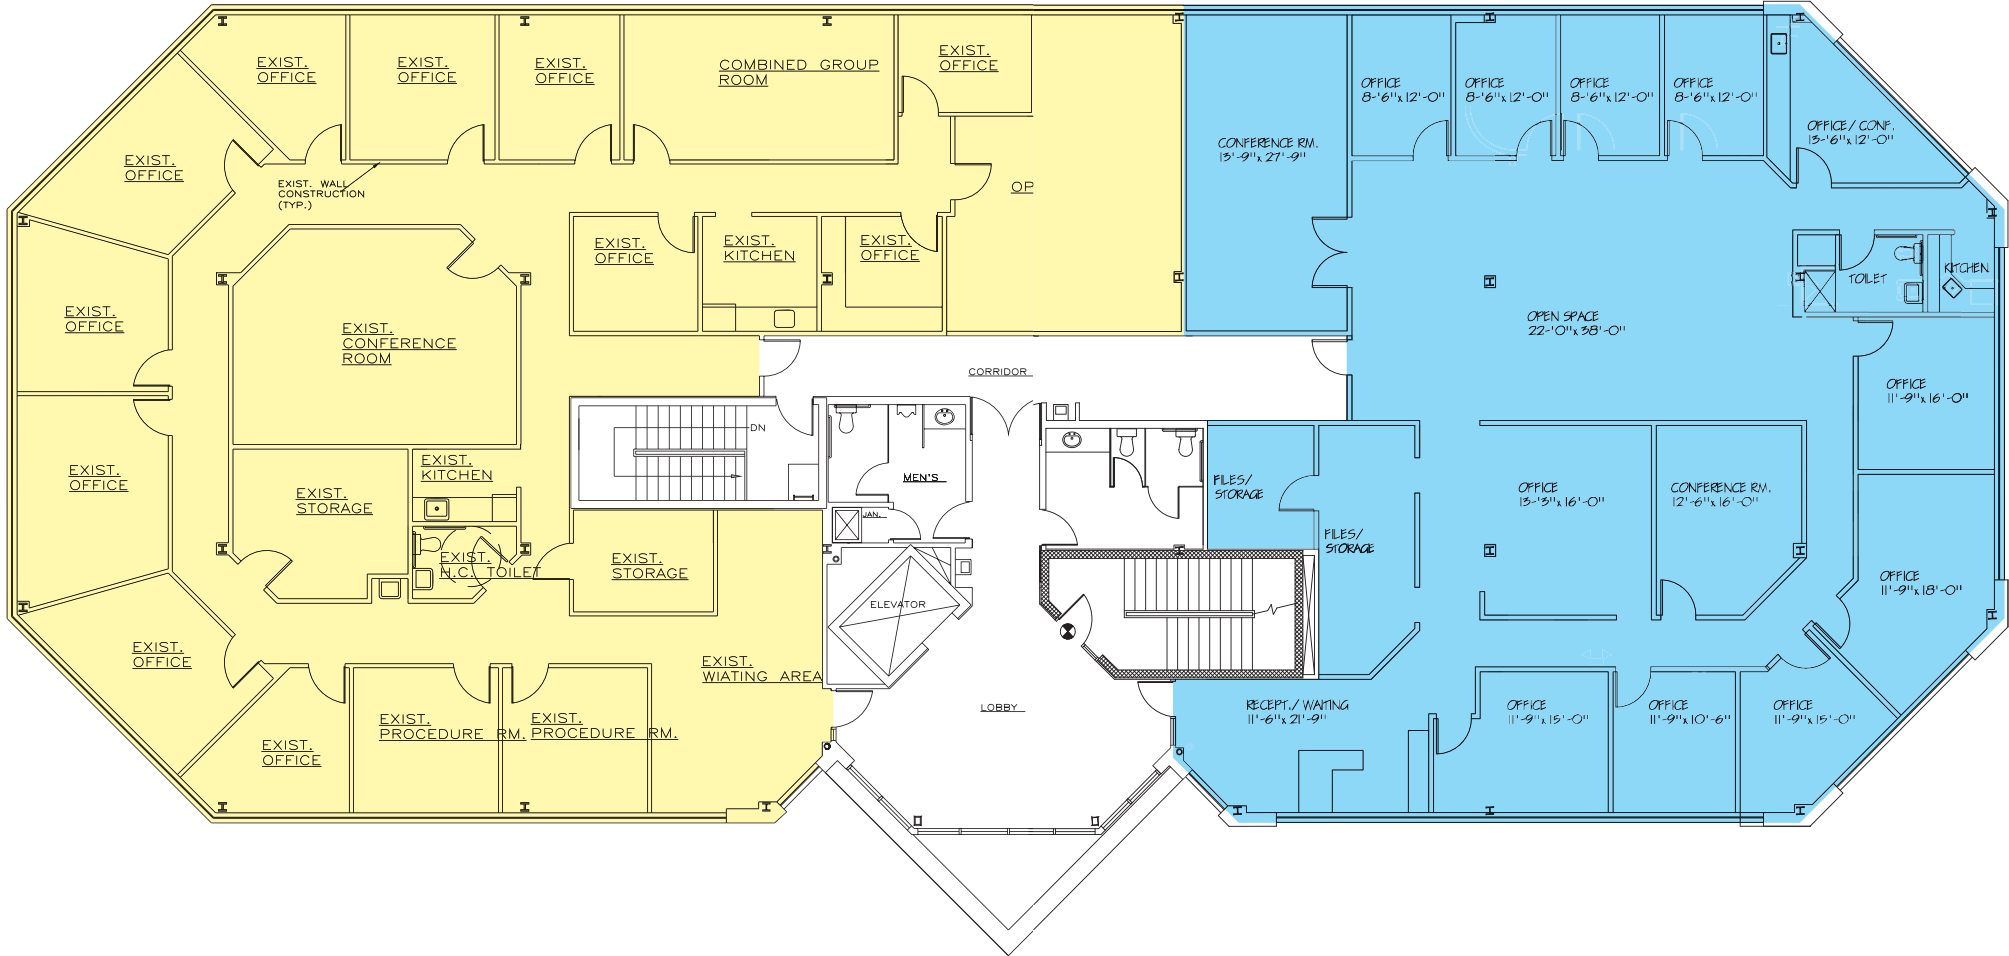 EXIST.
OFFICE
EXIST.
OFFICE
EXIST.
OFFICE
COMBINED GROUP
ROOM
EXIST.
OFFICE
EXIST.
OFFICE
EXIST. WALL
CONSTRUCTION
(TYP.)
OP
EXIST.
OFFICE
EXIST.
KITCHEN
EXIST.
OFFICE
EXIST.
OFFICE
EXIST.
CONFERENCE
ROOM
EXIST.
OFFICE
EXIST.
KITCHEN
EXIST.
STORAGE
EXIST.
H.C. TOILET
EXIST.
STORAGE
EXIST.
OFFICE
EXIST.
WIATING AREA
EXIST.
OFFICE
EXIST.
PROCEDURE RM.
EXIST.
PROCEDURE RM.
CORRIDOR
DN
MEN'S
JAN.
ELEVATOR
LOBBY
CONFERENCE RM.
13'-9"x 27'-9"
OFFICE
8-'6"x 12'-0"
OFFICE
8-'6"x 12'-0"
OFFICE
8-'6"x 12'-0"
OFFICE
8-'6"x 12'-0"
OFFICE/ CONF.
13-'6"x 12'-0"
TOILET
KITCHEN
OPEN SPACE
22-'0"x 38'-0"
OFFICE
11'-9"x 16'-0"
FILES/
STORAGE
FILES/
STORAGE
OFFICE
13-'3"x 16'-0"
CONFERENCE RM.
12'-6"x 16'-0"
OFFICE
11'-9"x 18'-0"
RECEPT./ WAITING
11'-6"x 21'-9"
OFFICE
11'-9"x 15'-0"
OFFICE
11'-9"x 10'-6"
OFFICE
11'-9"x 15'-0"